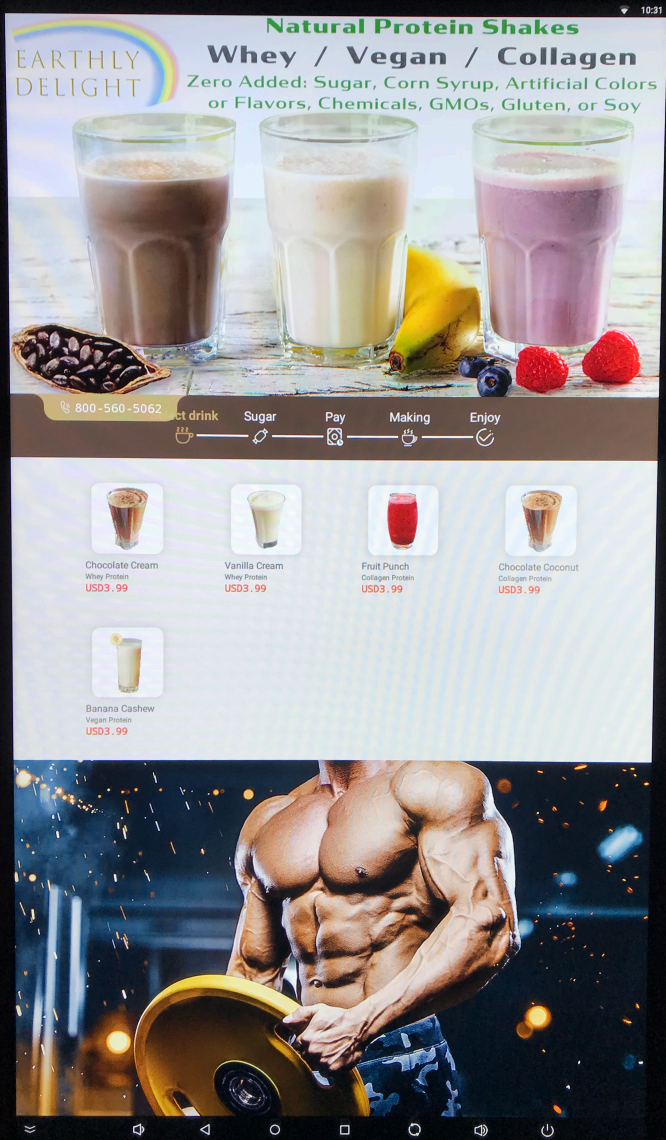 10:31
EARTHLY
DELIGHT
Natural Protein Shakes
Whey / Vegan / Collagen
Zero Added: Sugar, Corn Syrup, Artificial Colors
or Flavors, Chemicals, GMOs, Gluten, or Soy
800-560-5062
ct drink
Sugar
Pay
Making
Enjoy
Chocolate Cream
Whey Protein
USD3.99
Vanilla Cream
Whey Protein
USD3.99
Fruit Punch
Collagen Protein
USD3.99
Chocolate Coconut
Collagen Protein
USD3.99
Banana Cashew
Vegan Protein
USD3.99